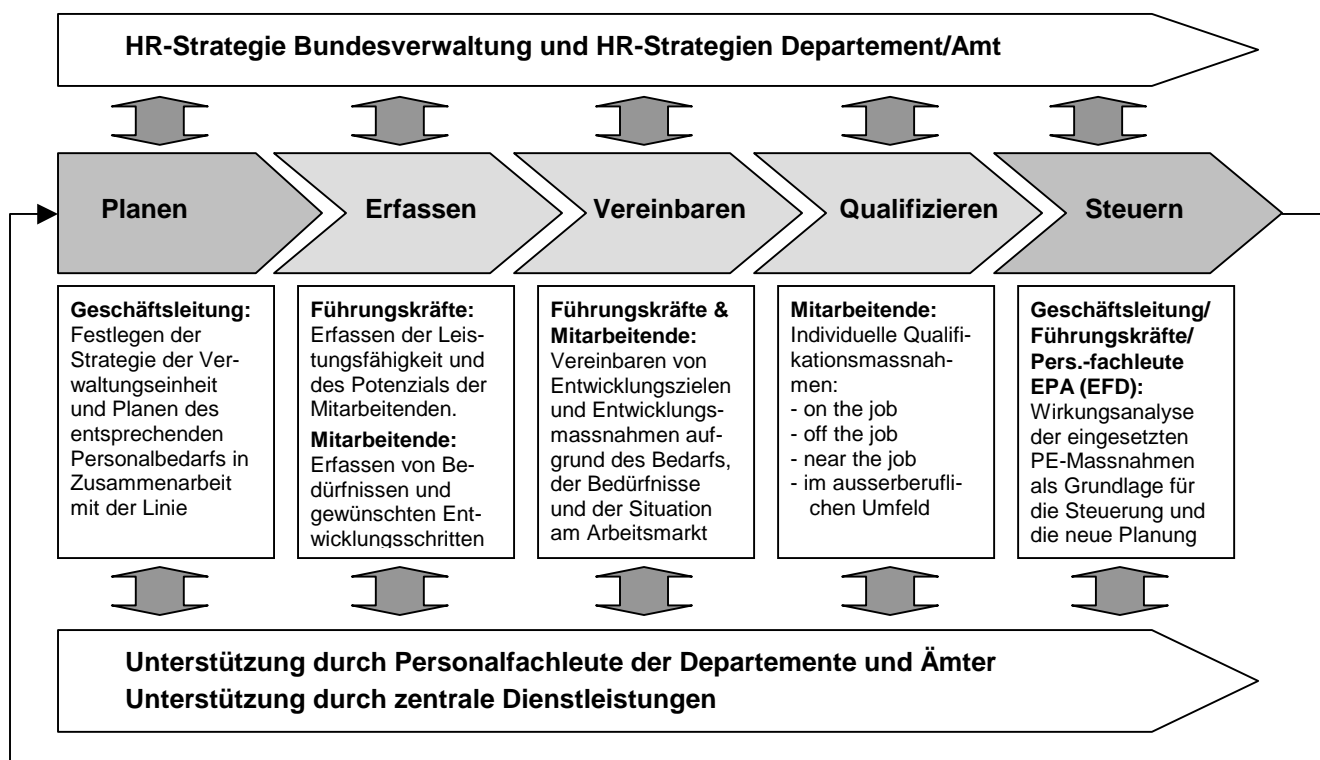 HR-Strategie Bundesverwaltung und HR-Strategien Departement/Amt
Planen
Erfassen
Vereinbaren
Qualifizieren
Steuern
Geschäftsleitung:
Festlegen der
Strategie der Ver-
waltungseinheit
und Planen des
entsprechenden
Personalbedarfs in
Zusammenarbeit
mit der Linie
Führungskräfte:
Erfassen der Leis-
tungsfähigkeit und
des Potenzials der
Mitarbeitenden.
Mitarbeitende:
Erfassen von Be-
dürfnissen und
gewünschten Ent-
wicklungsschritten
Führungskräfte &
Mitarbeitende:
Vereinbaren von
Entwicklungszielen
und Entwicklungs-
massnahmen auf-
grund des Bedarfs,
der Bedürfnisse
und der Situation
am Arbeitsmarkt
Mitarbeitende:
Individuelle Qualifi-
kationsmassnah-
men:
- on the job
- off the job
- near the job
- im ausserberufli-
chen Umfeld
Geschäftsleitung/
Führungskräfte/
Pers.-fachleute
EPA (EFD):
Wirkungsanalyse
der eingesetzten
PE-Massnahmen
als Grundlage für
die Steuerung und
die neue Planung
Unterstützung durch Personalfachleute der Departemente und Ämter
Unterstützung durch zentrale Dienstleistungen